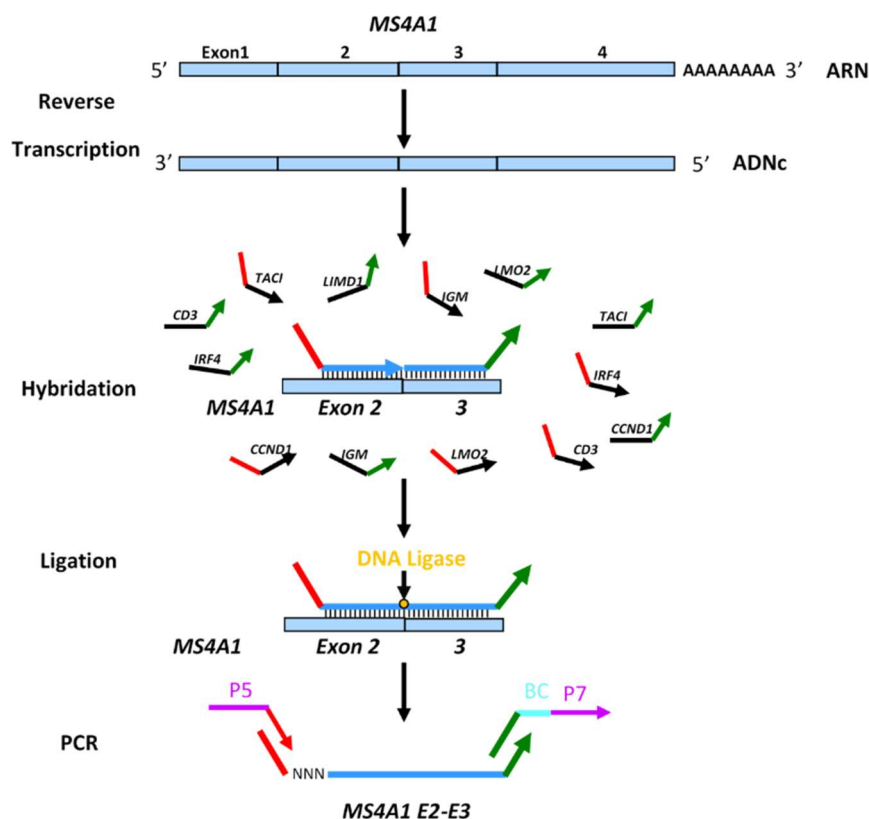 MS4A1
Exon1 2 3 4
5’ AAAAAAAA 3’ ARN
Reverse
Transcription
3’ 5’ ADNc
TACI LIMD1 IGM LMO2
CD3 TACI
IRF4 IRF4
Hybridation
MS4A1 Exon 2 3
CCND1
CCND1 IGM LMO2 CD3
Ligation
DNA Ligase
MS4A1 Exon 2 3
P5 BC P7
PCR
NNN
MS4A1 E2-E3